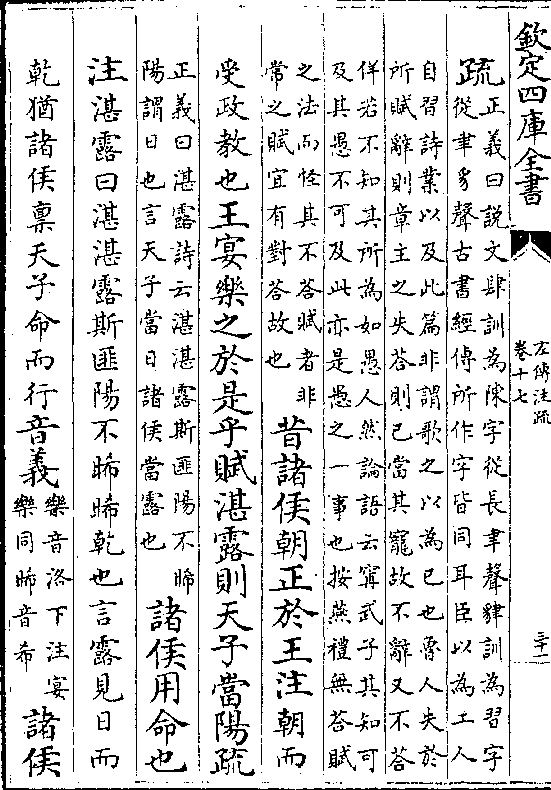 欽定四庫全書
左傳注疏
卷十七
三十一
疏正義曰説文肆訓為陳字從長聿聲肄訓為習字
從聿㣇聲古書經傳所作字皆同耳臣以為工人
自習詩業以及此篇非謂歌之以為已也魯人失於
所賦辭則章主之失荅則已當其寵故不辭又不荅
佯若不知其所為如愚人然論語云甯武子其知可
及其愚不可及此亦是愚之一事也按燕禮無荅賦
之法而怪其不荅賦者非
常之賦宜有對荅故也
昔諸侯朝正於王注朝而
受政教也王宴樂之於是乎賦湛露則天子當陽疏
正義曰湛露詩云湛湛露斯匪陽不晞
陽謂日也言天子當日諸侯當露也
諸侯用命也
注湛露曰湛湛露斯匪陽不晞晞乾也言露見日而
乾猶諸侯禀天子命而行音義
樂音洛下注宴
樂同晞音希
諸侯